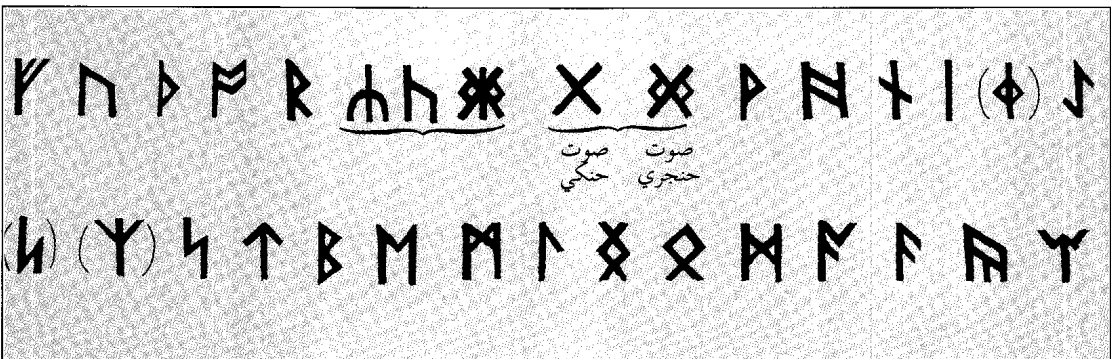 ᚠ ᚢ ᚦ ᚩ ᚱ ᛣ ᚳ ᛤ ᚷ ᚸ ᚹ ᚻ ᚾ ᛁ (ᛄ) ᛇ
صوت صوت
حنجري حنكي
(ᛉ) ᛋ ᛏ ᛒ ᛖ ᛗ ᛚ ᛝ ᛟ ᛞ ᚪ ᚫ ᚣ ᛠ